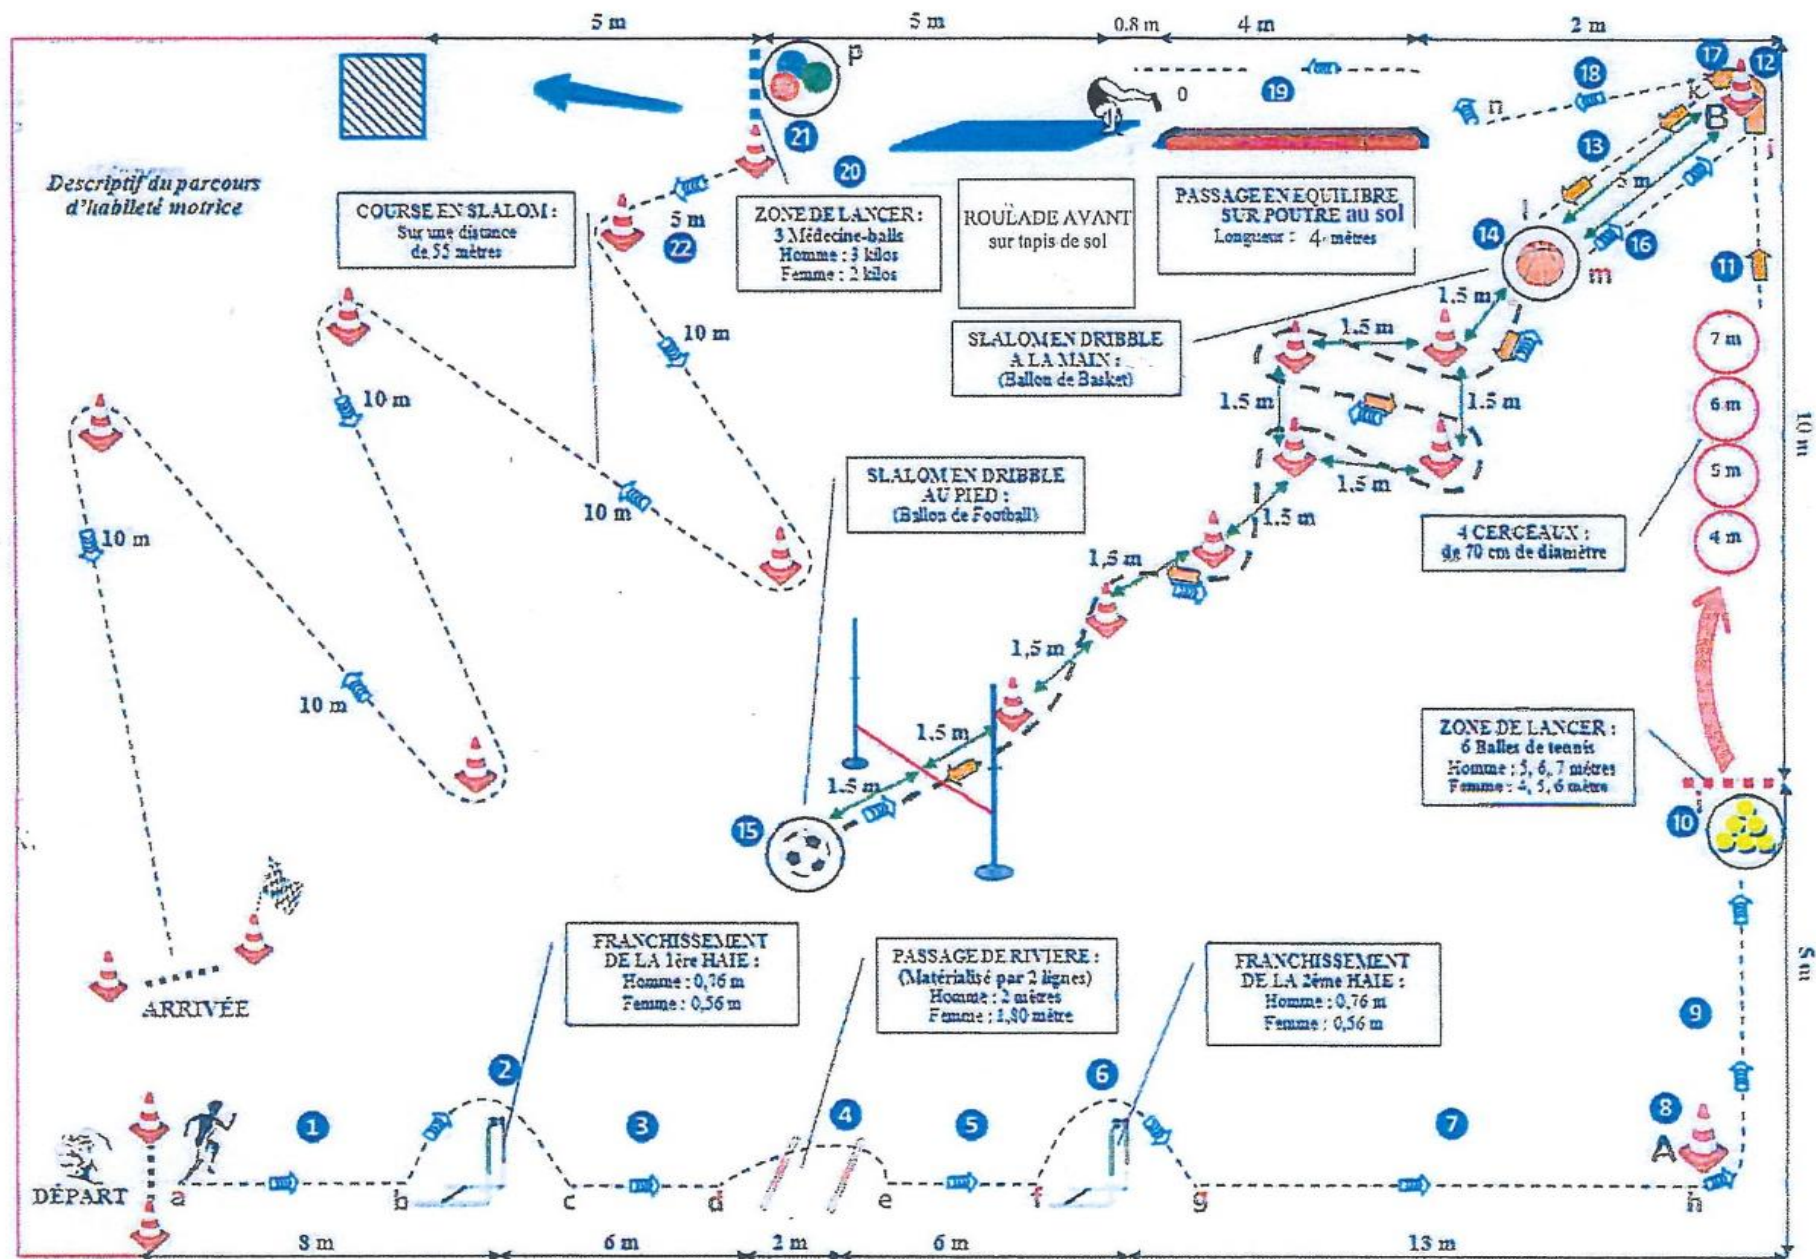 5 m
5 m
0.8 m
4 m
2 m
p
21
20
22
5 m
o
19
18
n
17
12
K
B
13
5 m
l
14
16
m
11
Descriptif du parcours
d'habileté motrice
COURSE EN SLALOM :
Sur une distance
de 55 mètres
ZONE DE LANCER :
3 Médecine-balls
Homme : 3 kilos
Femme : 2 kilos
ROULADE AVANT
sur tapis de sol
PASSAGE EN EQUILIBRE
SUR POUTRE au sol
Longueur : 4 mètres
SLALOM EN DRIBBLE
A LA MAIN :
(Ballon de Basket)
1.5 m
1.5 m
1.5 m
1.5 m
1.5 m
1.5 m
1,5 m
1,5 m
1.5 m
1.5 m
10 m
10 m
10 m
10 m
10 m
7 m
6 m
5 m
4 m
10 m
4 CERCEAUX :
de 70 cm de diamètre
SLALOM EN DRIBBLE
AU PIED :
(Ballon de Football)
15
ZONE DE LANCER :
6 Balles de tennis
Homme : 5, 6, 7 mètres
Femme : 4, 5, 6 mètre
10
5 m
9
ARRIVÉE
FRANCHISSEMENT
DE LA 1ère HAIE :
Homme : 0,76 m
Femme : 0,56 m
PASSAGE DE RIVIERE :
(Matérialisé par 2 lignes)
Homme : 2 mètres
Femme : 1,80 mètre
FRANCHISSEMENT
DE LA 2ème HAIE :
Homme : 0,76 m
Femme : 0,56 m
1
2
3
4
5
6
7
8
A
DÉPART
a
b
c
d
e
f
g
h
8 m
6 m
2 m
6 m
13 m